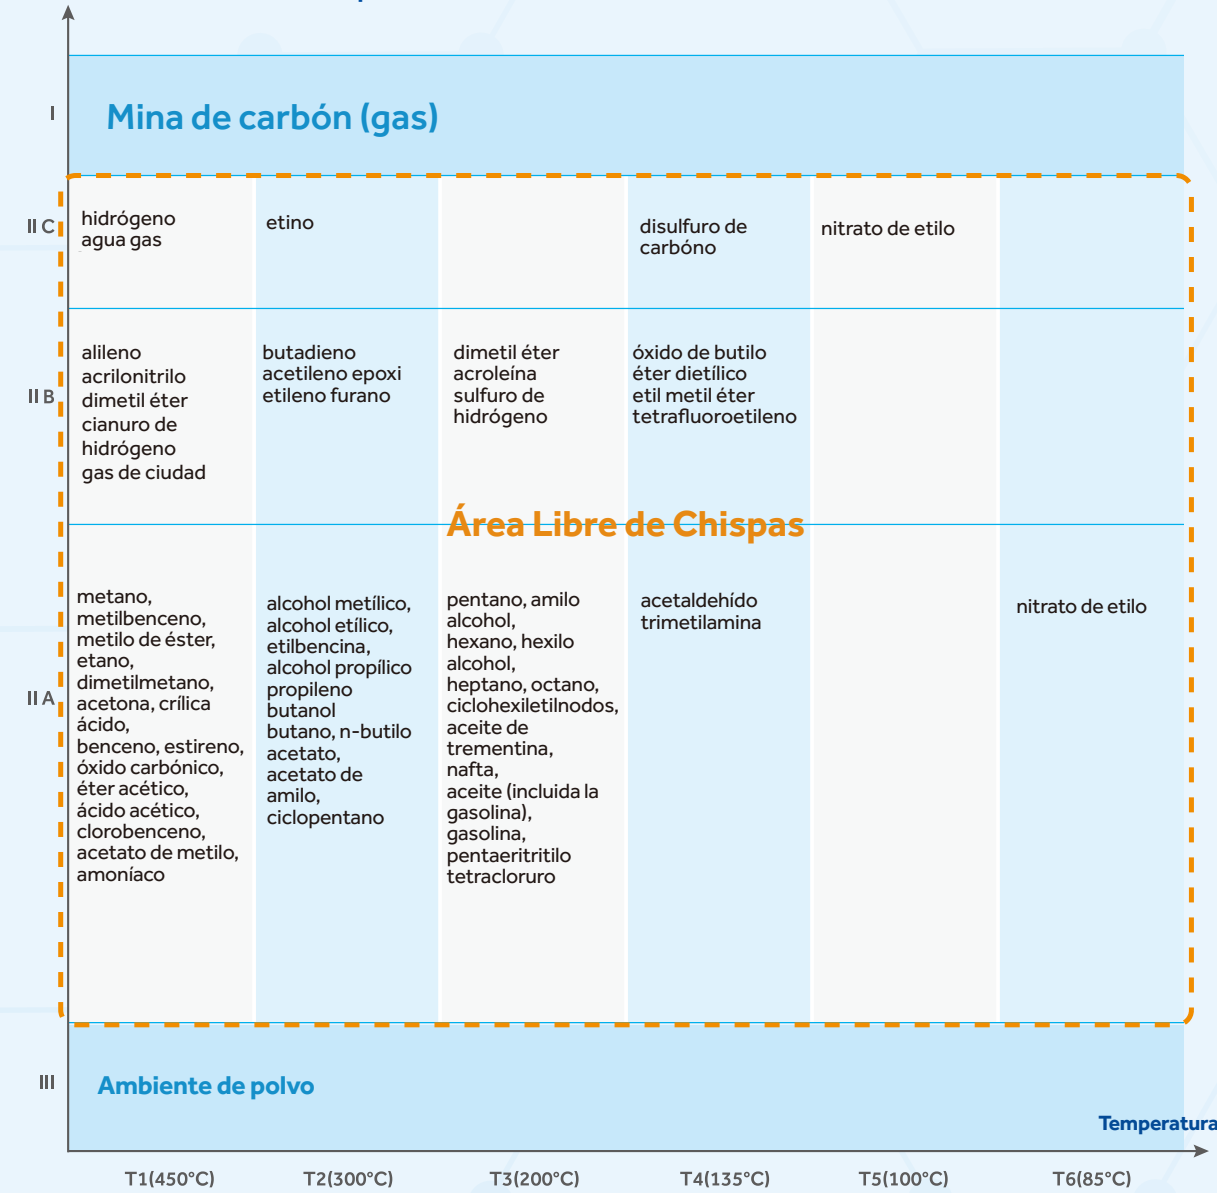 I
Mina de carbón (gas)
II C
hidrógeno
agua gas
etino
disulfuro de
carbóno
nitrato de etilo
II B
alileno
acrilonitrilo
dimetil éter
cianuro de
hidrógeno
gas de ciudad
butadieno
acetileno epoxi
etileno furano
dimetil éter
acroleína
sulfuro de
hidrógeno
óxido de butilo
éter dietílico
etil metil éter
tetrafluoroetileno
Área Libre de Chispas
II A
metano,
metilbenceno,
metilo de éster,
etano,
dimetilmetano,
acetona, crílica
ácido,
benceno, estireno,
óxido carbónico,
éter acético,
ácido acético,
clorobenceno,
acetato de metilo,
amoníaco
alcohol metílico,
alcohol etílico,
etilbencina,
alcohol propílico
propileno
butanol
butano, n-butilo
acetato,
acetato de
amilo,
ciclopentano
pentano, amilo
alcohol,
hexano, hexilo
alcohol,
heptano, octano,
ciclohexiletilnodos,
aceite de
trementina,
nafta,
aceite (incluida la
gasolina),
gasolina,
pentaeritritilo
tetracloruro
acetaldehído
trimetilamina
nitrato de etilo
III
Ambiente de polvo
Temperatura
T1(450°C)
T2(300°C)
T3(200°C)
T4(135°C)
T5(100°C)
T6(85°C)